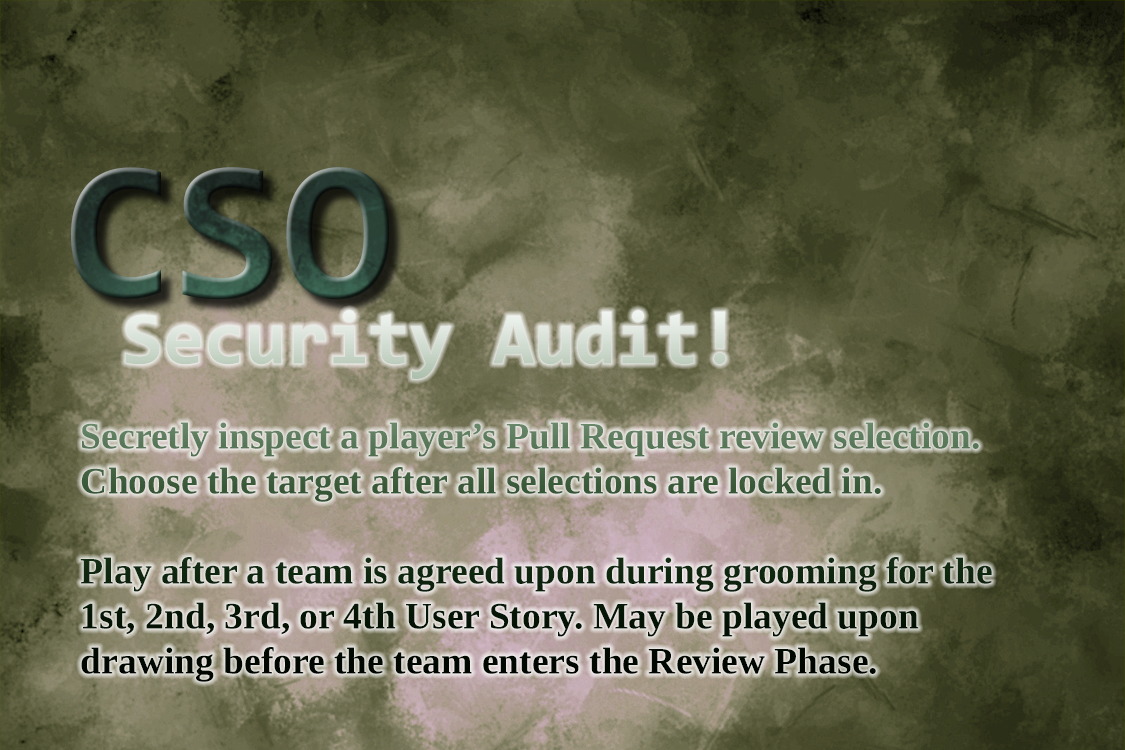 CSO
Security Audit!
Secretly inspect a player’s Pull Request review selection.
Choose the target after all selections are locked in.
Play after a team is agreed upon during grooming for the
1st, 2nd, 3rd, or 4th User Story. May be played upon
drawing before the team enters the Review Phase.